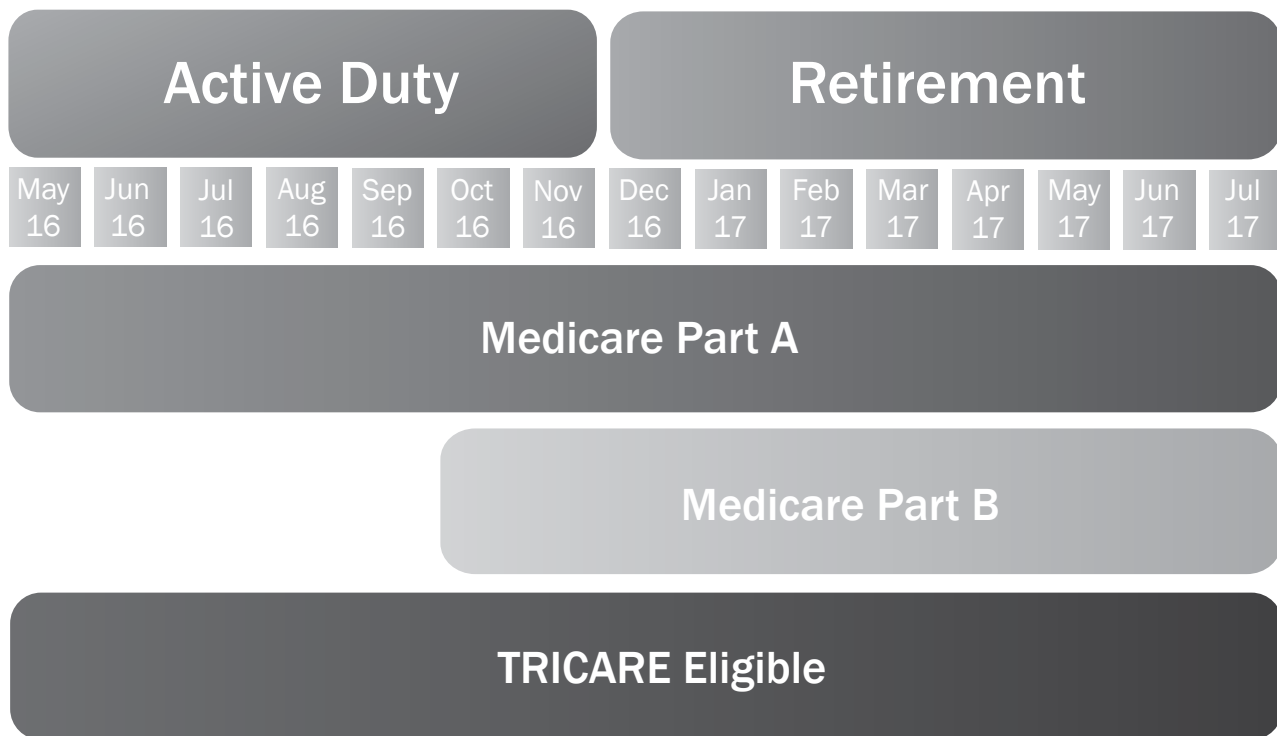 Active Duty
Retirement
May Jun Jul Aug Sep Oct Nov Dec Jan Feb Mar Apr May Jun Jul
16 16 16 16 16 16 16 16 17 17 17 17 17 17 17
Medicare Part A
Medicare Part B
TRICARE Eligible